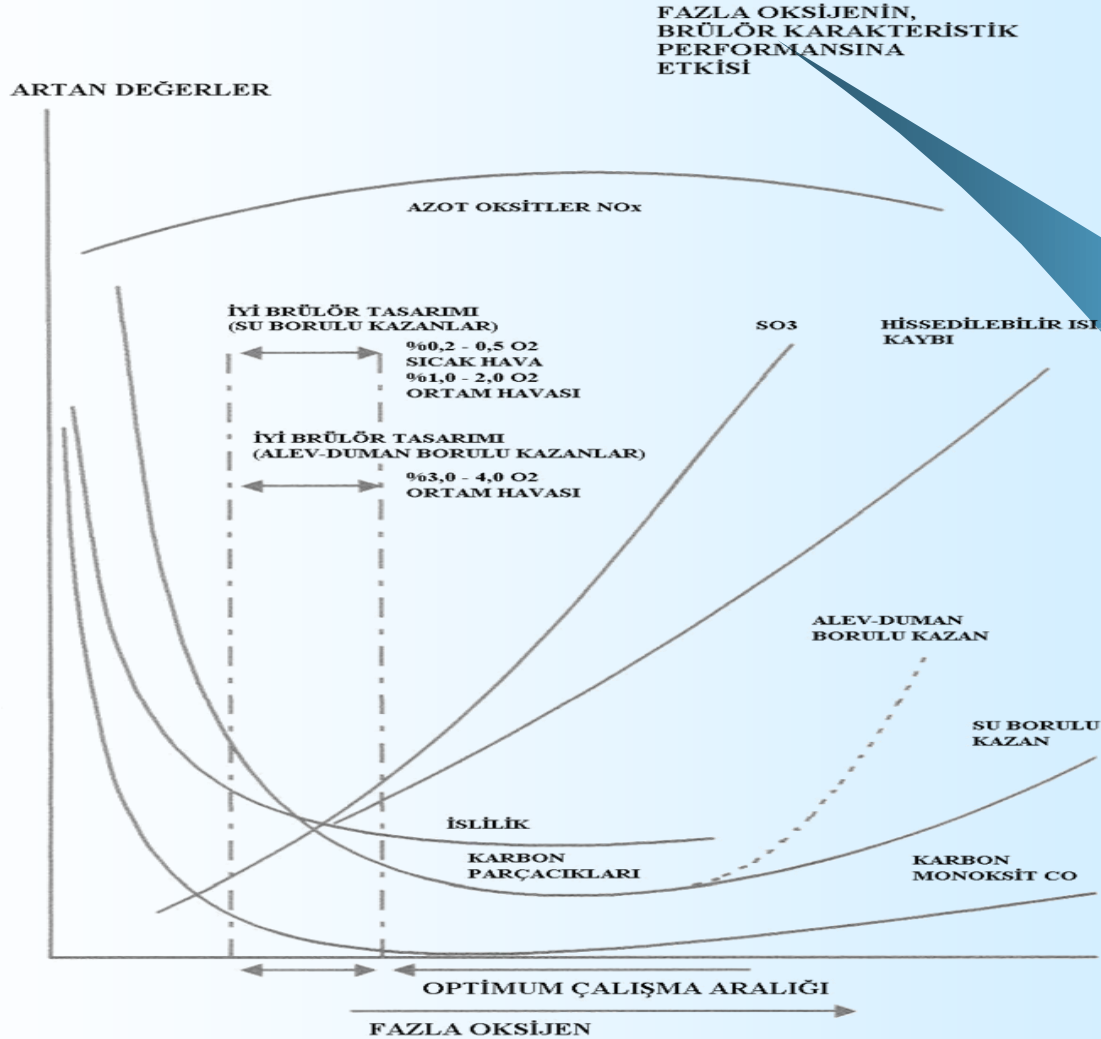 FAZLA OKSİJENİN,
BRÜLÖR KARAKTERİSTİK
PERFORMANSINA
ETKİSİ
ARTAN DEĞERLER
AZOT OKSİTLER NOx
İYİ BRÜLÖR TASARIMI
(SU BORULU KAZANLAR)
%0,2 - 0,5 O2
SICAK HAVA
%1,0 - 2,0 O2
ORTAM HAVASI
SO3
HİSSEDİLEBİLİR ISI
KAYBI
İYİ BRÜLÖR TASARIMI
(ALEV-DUMAN BORULU KAZANLAR)
%3,0 - 4,0 O2
ORTAM HAVASI
ALEV-DUMAN
BORULU KAZAN
SU BORULU
KAZAN
İSLİLİK
KARBON
PARÇACIKLARI
KARBON
MONOKSİT CO
OPTİMUM ÇALIŞMA ARALIĞI
FAZLA OKSİJEN